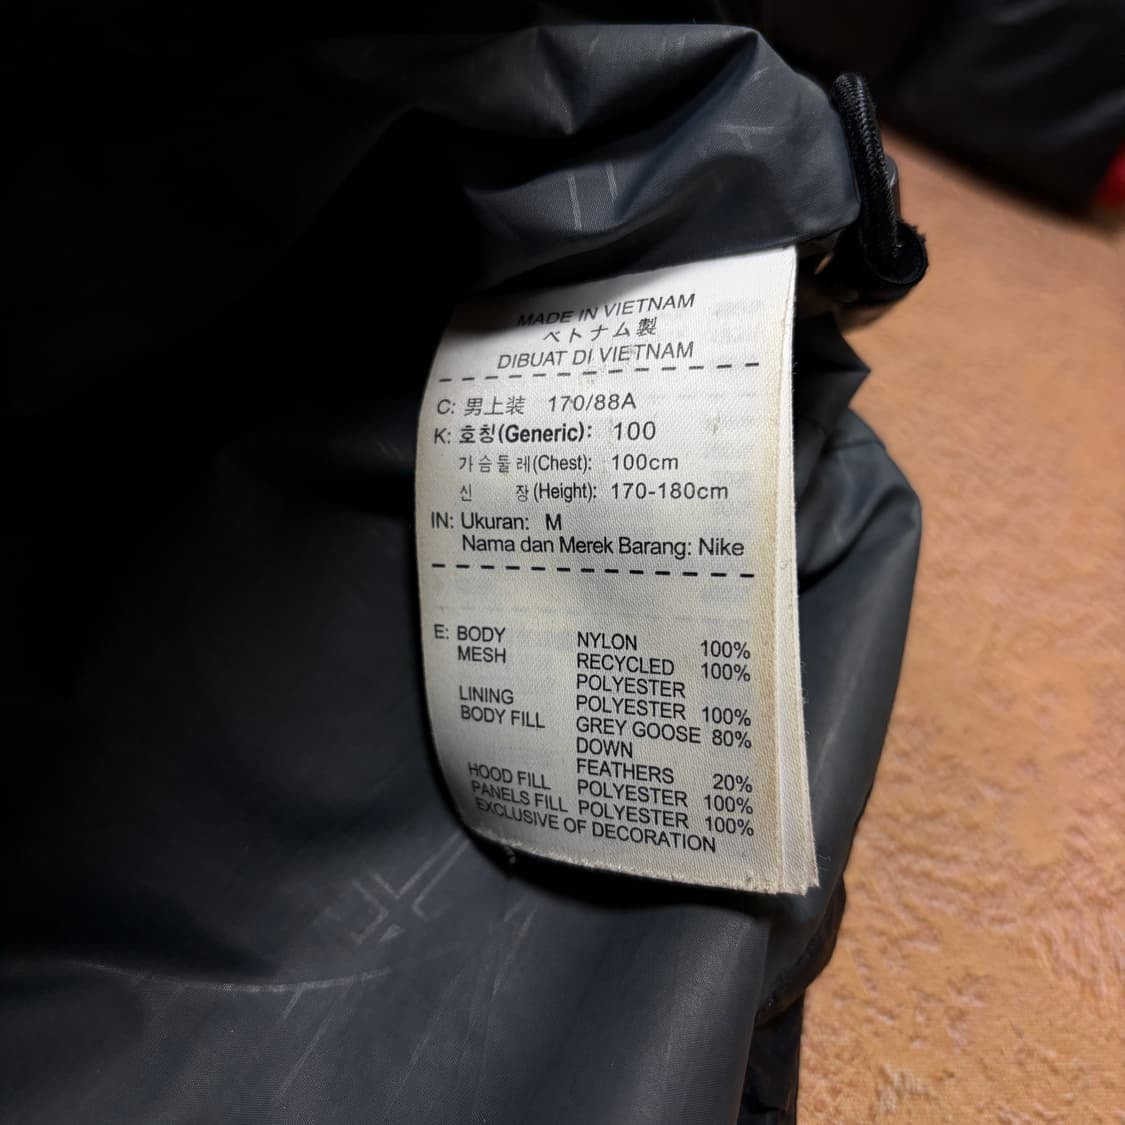 MADE IN VIETNAM
ベトナム製
DIBUAT DI VIETNAM
C: 男上装 170/88A
K: 호칭(Generic): 100
가슴둘레(Chest): 100cm
신 장(Height): 170-180cm
IN: Ukuran: M
Nama dan Merek Barang: Nike
E: BODY NYLON 100%
MESH RECYCLED 100%
POLYESTER
LINING POLYESTER 100%
BODY FILL GREY GOOSE 80%
DOWN
FEATHERS 20%
HOOD FILL POLYESTER 100%
PANELS FILL POLYESTER 100%
EXCLUSIVE OF DECORATION